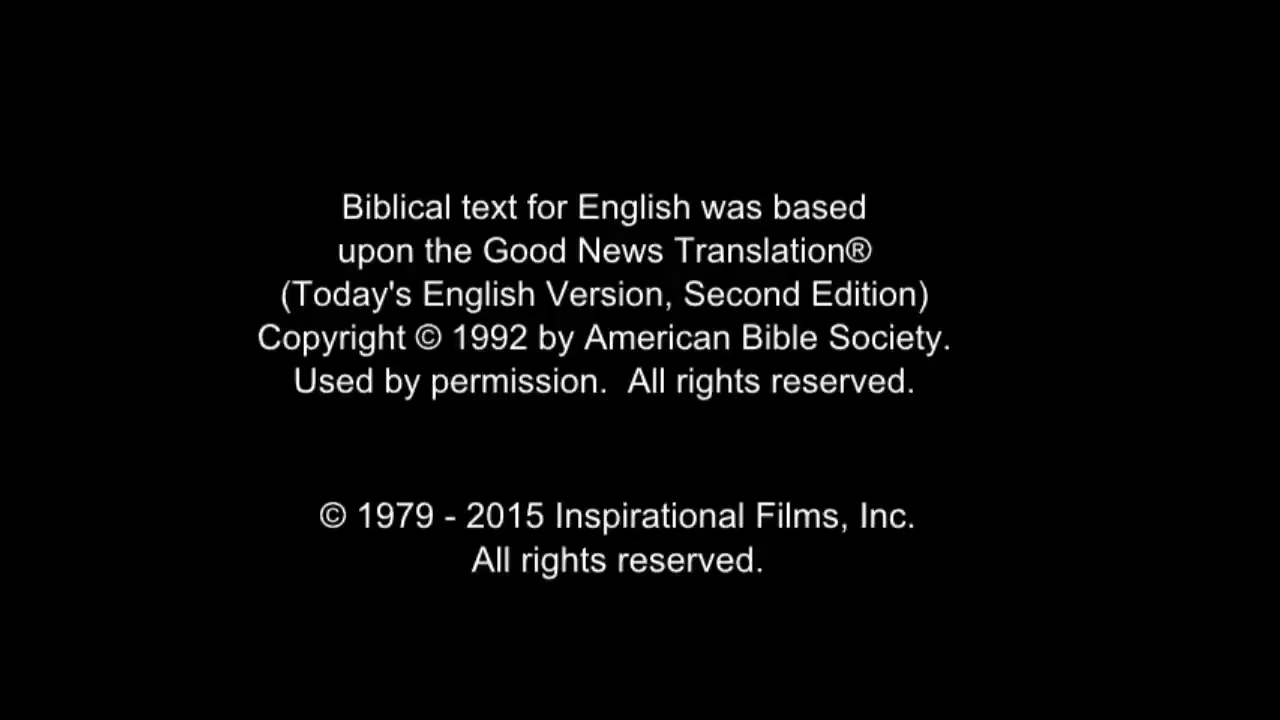 Biblical text for English was based
upon the Good News Translation®
(Today's English Version, Second Edition)
Copyright © 1992 by American Bible Society.
Used by permission.  All rights reserved.
© 1979 - 2015 Inspirational Films, Inc.
All rights reserved.